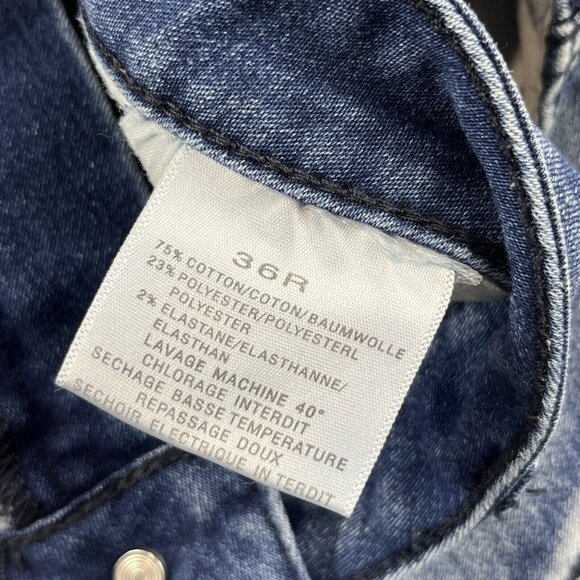 36R
75% COTTON/COTON/BAUMWOLLE
23% POLYESTER/POLYESTERL
POLYESTER
2% ELASTANE/ELASTHANNE/
ELASTHAN
LAVAGE MACHINE 40°
CHLORAGE INTERDIT
SECHAGE BASSE TEMPERATURE
REPASSAGE DOUX
SECHOIR ELECTRIQUE IN TERDIT